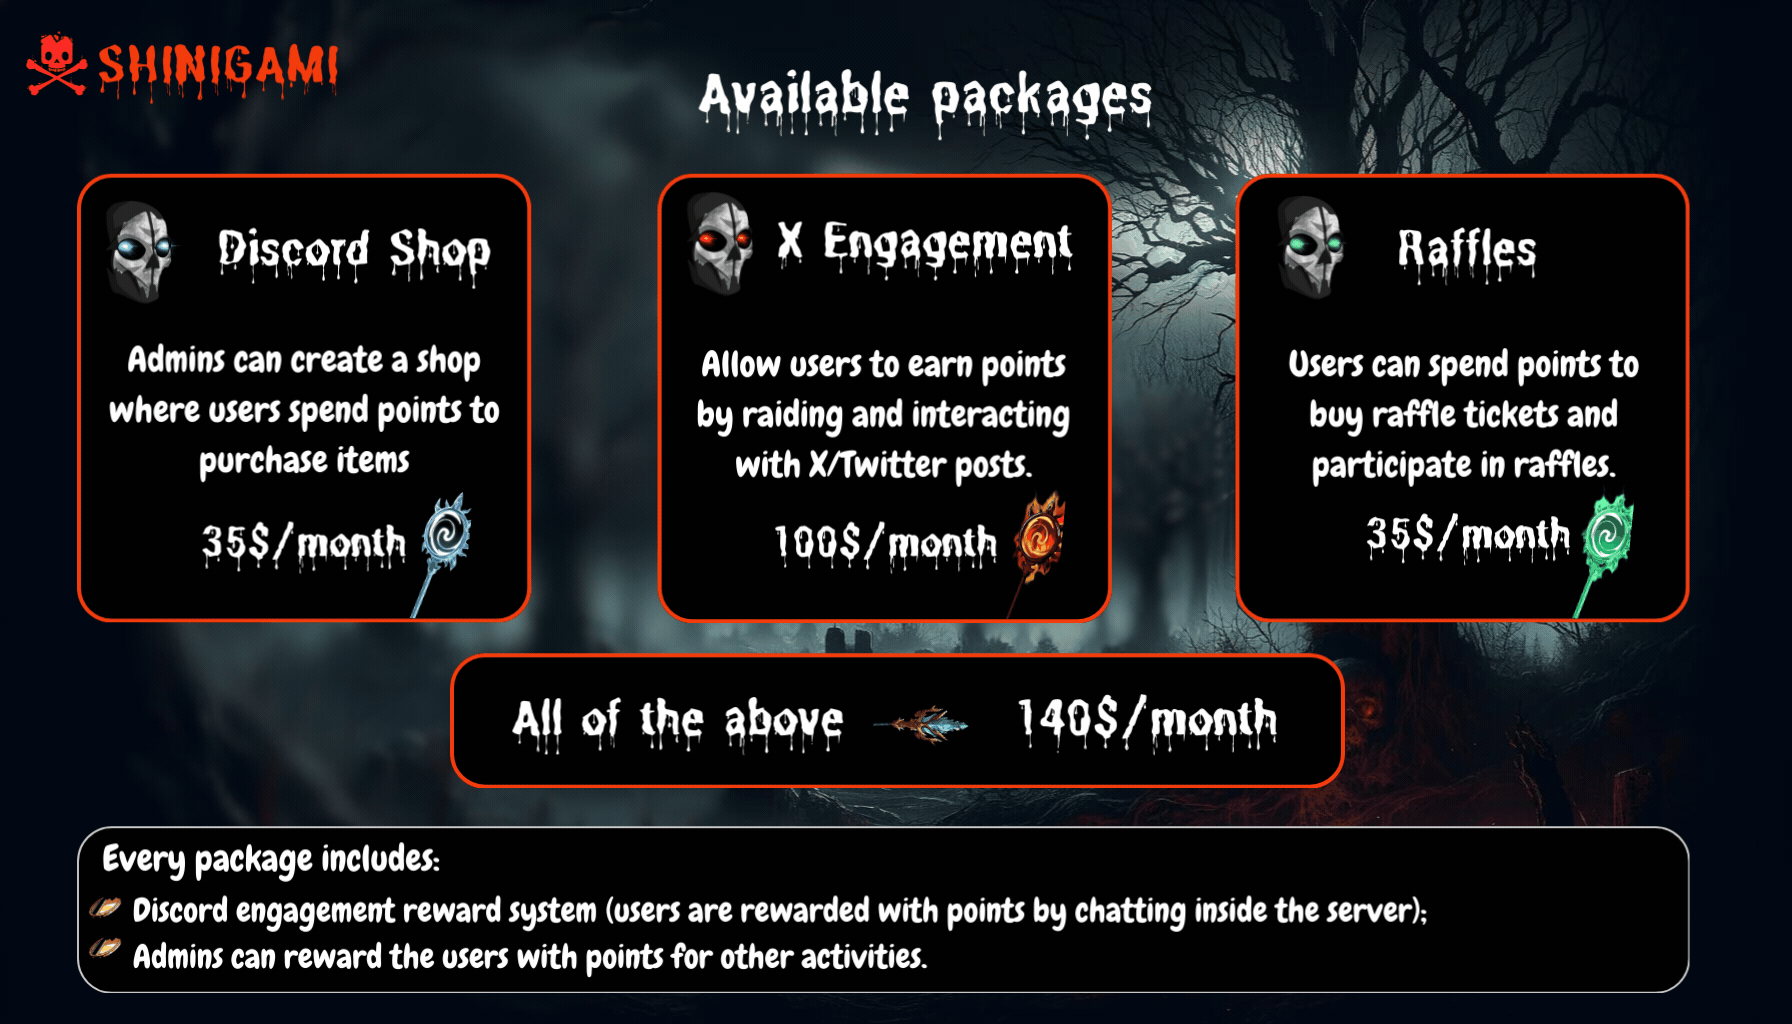 SHINIGAMI
Available packages
Discord Shop
Admins can create a shop
where users spend points to
purchase items
35$/month
X Engagement
Allow users to earn points
by raiding and interacting
with X/Twitter posts.
100$/month
Raffles
Users can spend points to
buy raffle tickets and
participate in raffles.
35$/month
All of the above 140$/month
Every package includes:
Discord engagement reward system (users are rewarded with points by chatting inside the server);
Admins can reward the users with points for other activities.